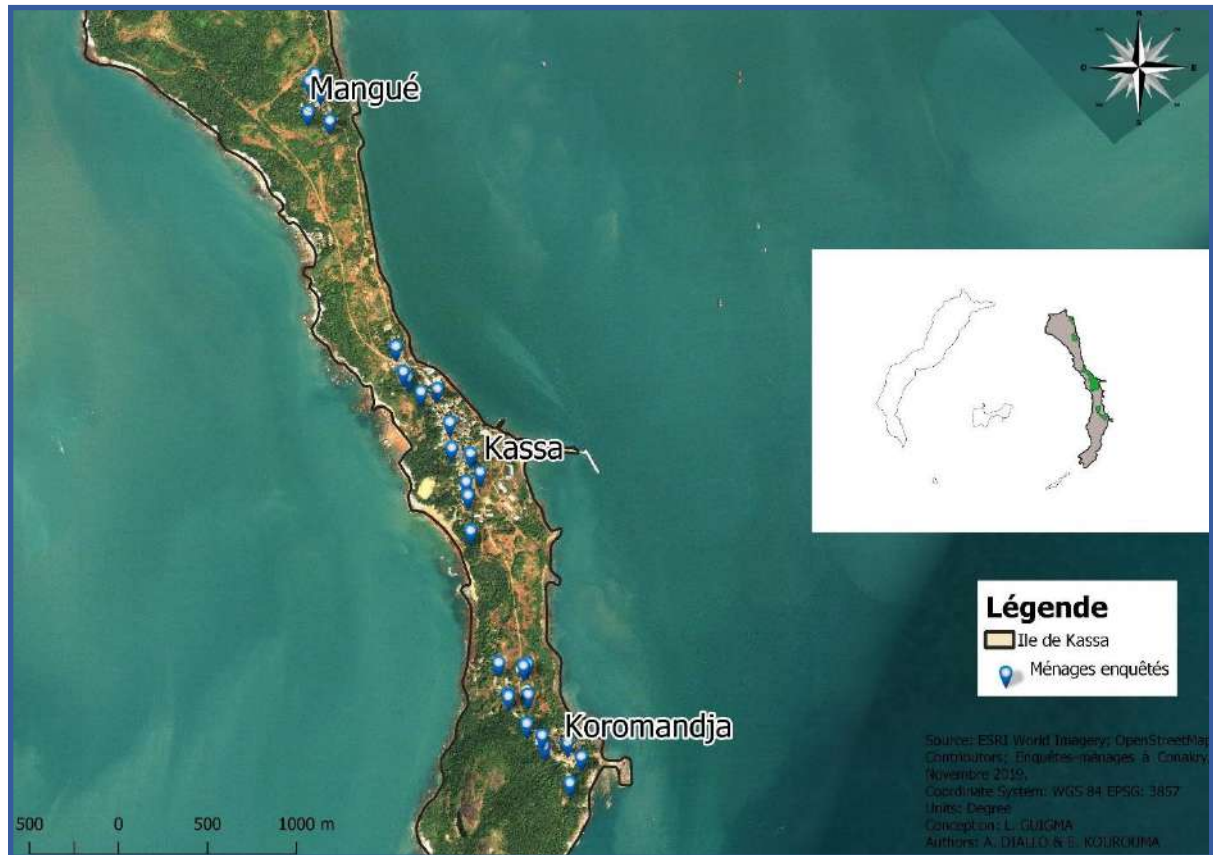 Mangué
O
E
S
Kassa
Légende
Ile de Kassa
Ménages enquêtés
Koromandja
Source: ESRI World Imagery; OpenStreetMap
Contributors; Enquêtes-ménages à Conakry,
Novembre 2019.
Coordinate System: WGS 84 EPSG: 3857
Units: Degree
Conception: L. GUIGMA
Authors: A. DIALLO & E. KOUROUMA
500 0 500 1000 m